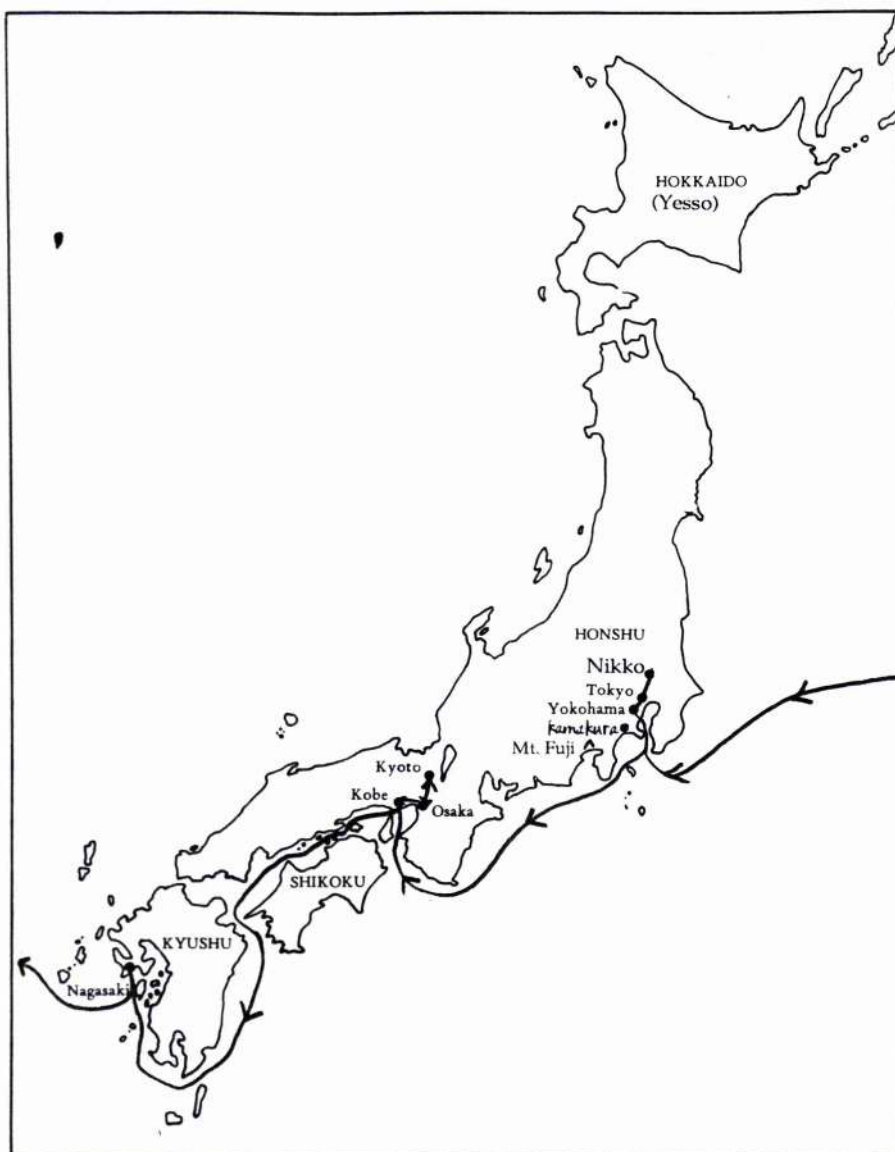 HOKKAIDO
(Yesso)
HONSHU
Nikko
Tokyo
Yokohama
Kamakura
Mt. Fuji
Kyoto
Kobe
Osaka
SHIKOKU
KYUSHU
Nagasaki